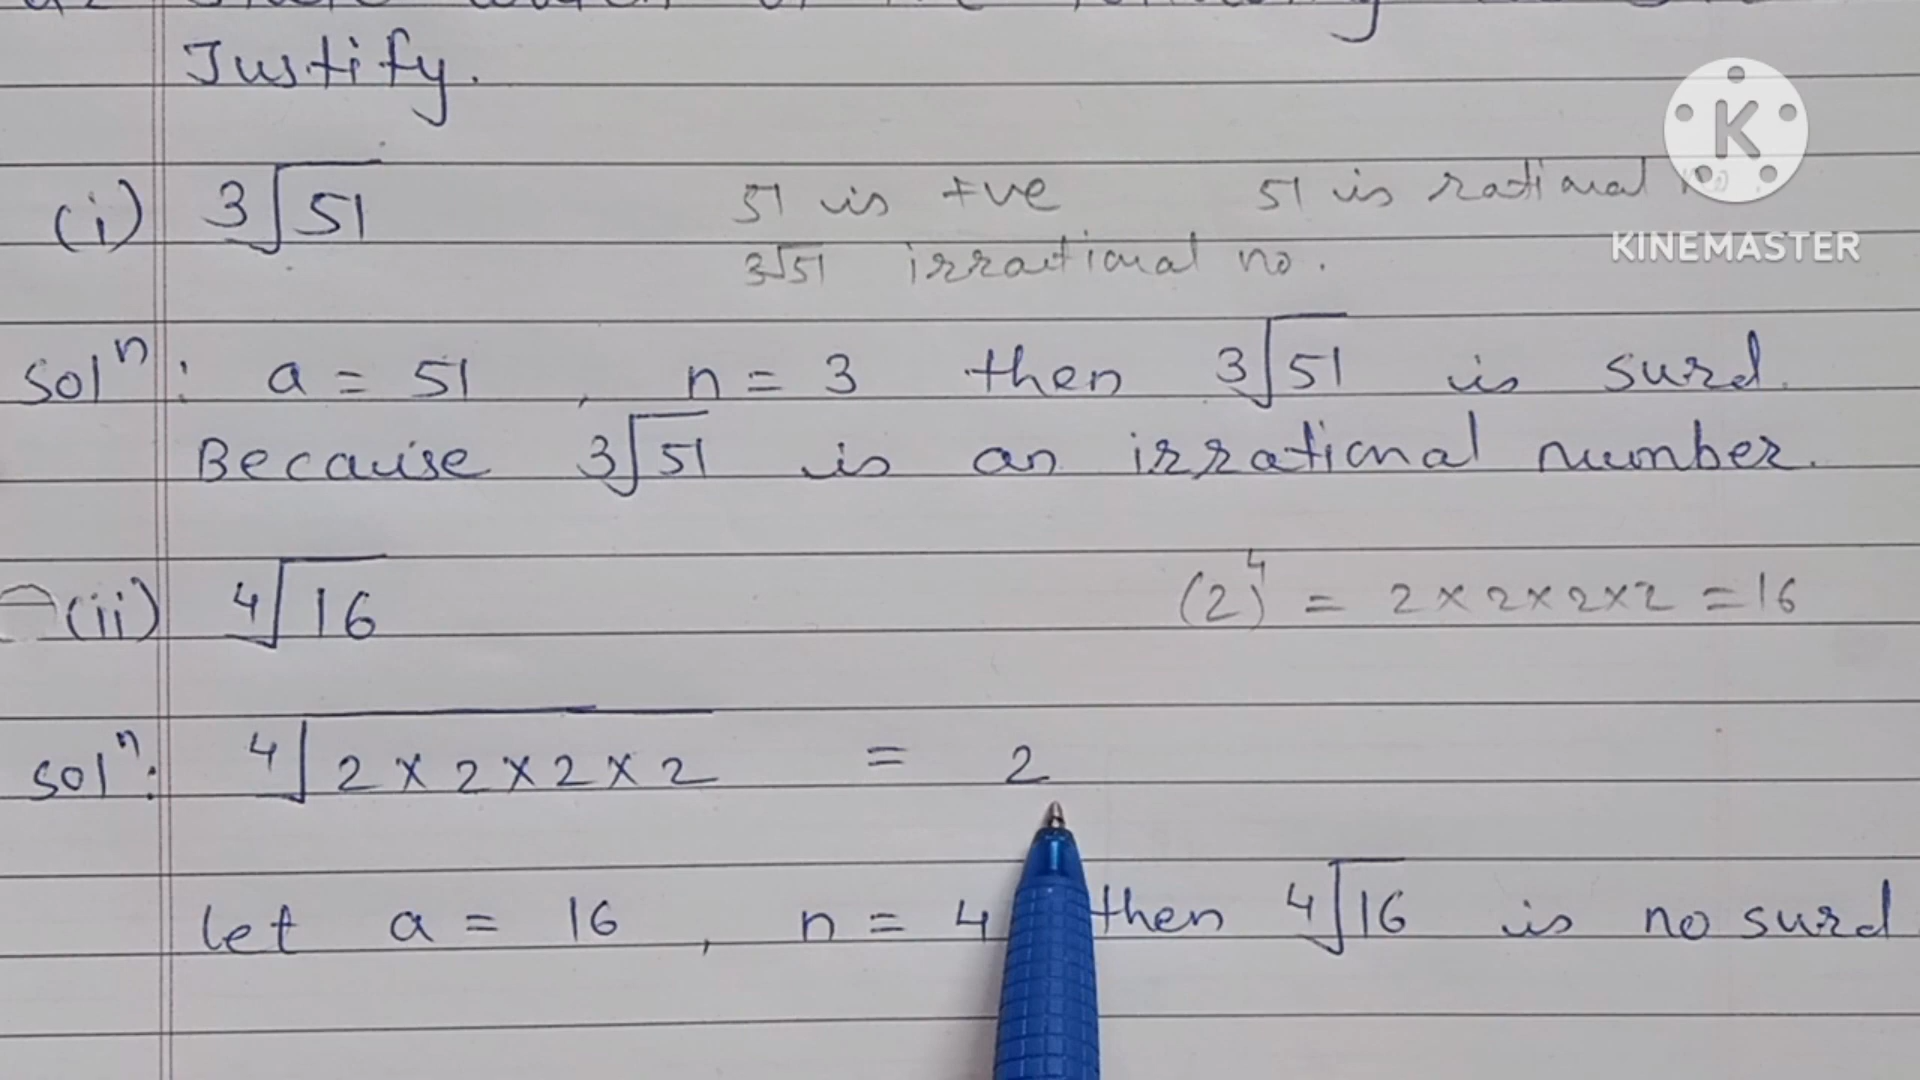 Justify.
(i) 3√51
51 is +ve 51 is rational
3√51 irrational no.
KINEMASTER
solⁿ: a = 51, n = 3 then 3√51 is surd.
Because 3√51 is an irrational number.
(ii) 4√16 (2)⁴ = 2×2×2×2 = 16
solⁿ: 4√2×2×2×2 = 2
let a = 16, n = 4 then 4√16 is no surd